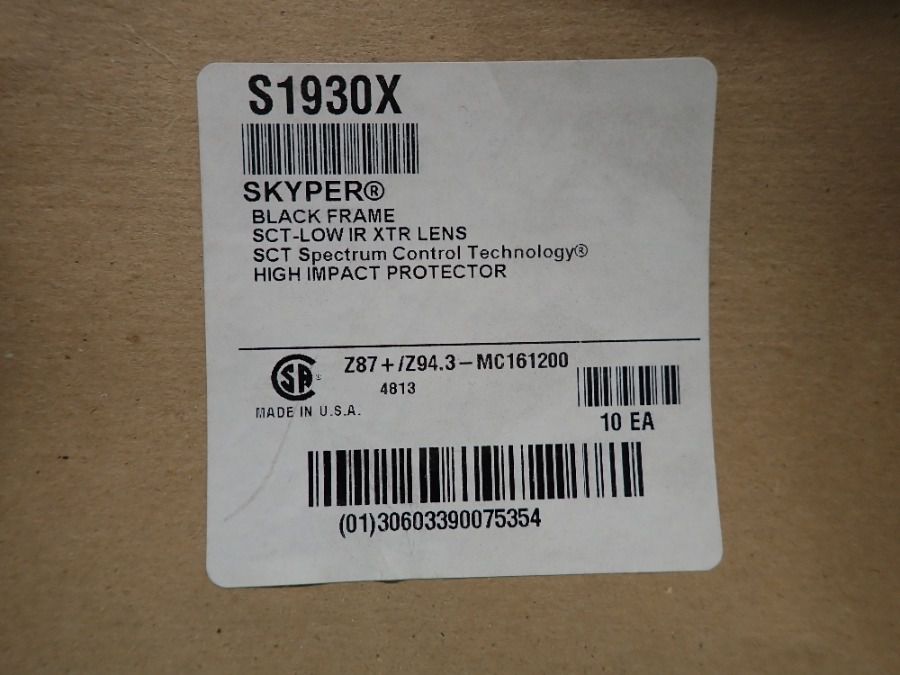 S1930X
SKYPER®
BLACK FRAME
SCT-LOW IR XTR LENS
SCT Spectrum Control Technology®
HIGH IMPACT PROTECTOR
SA ® Z87+/Z94.3-MC161200
4813
MADE IN U.S.A.
10 EA
(01)30603390075354